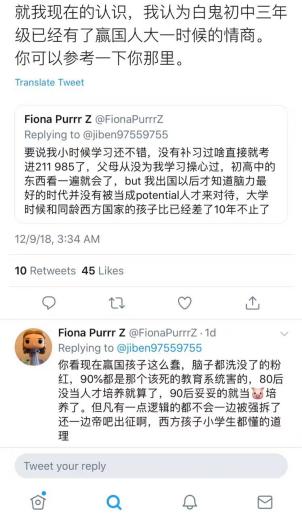 就我现在的认识，我认为白鬼初中三年
级已经有了赢国人大一时候的情商。
你可以参考一下你那里。
Translate Tweet
Fiona Purrr Z @FionaPurrrZ
Replying to @jiben97559755
要说我小时候学习还不错，没有补习过啥直接就考
进211 985了，父母从没为我学习操心过，初高中的
东西看一遍就会了，but 我出国以后才知道脑力最
好的时代并没有被当成potential人才来对待，大学
时候和同龄西方国家的孩子比已经差了10年不止了
12/9/18, 3:34 AM
10 Retweets 45 Likes
Fiona Purrr Z @FionaPurrrZ · 1d
Replying to @jiben97559755
你看现在赢国孩子这么蠢，脑子都洗没了的粉
红，90%都是那个该死的教育系统害的，80后
没当人才培养就算了，90后妥妥的就当🐷培
养了。但凡有一点逻辑的都不会一边被强拆了
还一边帝吧出征啊，西方孩子小学生都懂的道
理
Tweet your reply